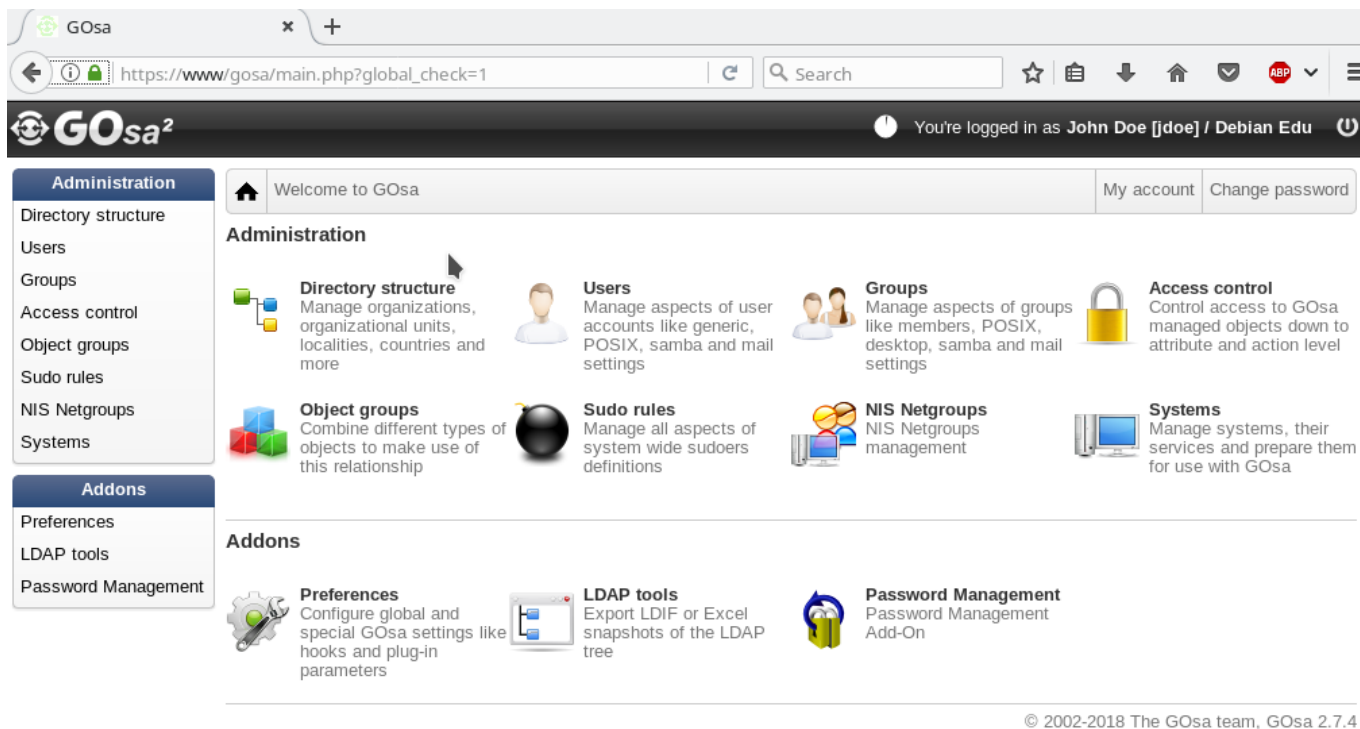 GOsa
https://www/gosa/main.php?global_check=1
Search
ABP
GOsa²
You're logged in as John Doe [jdoe] / Debian Edu
Administration
Directory structure
Users
Groups
Access control
Object groups
Sudo rules
NIS Netgroups
Systems
Addons
Preferences
LDAP tools
Password Management
Welcome to GOsa
My account
Change password
Administration
Directory structure
Manage organizations,
organizational units,
localities, countries and
more
Users
Manage aspects of user
accounts like generic,
POSIX, samba and mail
settings
Groups
Manage aspects of groups
like members, POSIX,
desktop, samba and mail
settings
Access control
Control access to GOsa
managed objects down to
attribute and action level
Object groups
Combine different types of
objects to make use of
this relationship
Sudo rules
Manage all aspects of
system wide sudoers
definitions
NIS Netgroups
NIS Netgroups
management
Systems
Manage systems, their
services and prepare them
for use with GOsa
Addons
Preferences
Configure global and
special GOsa settings like
hooks and plug-in
parameters
LDAP tools
Export LDIF or Excel
snapshots of the LDAP
tree
Password Management
Password Management
Add-On
© 2002-2018 The GOsa team, GOsa 2.7.4